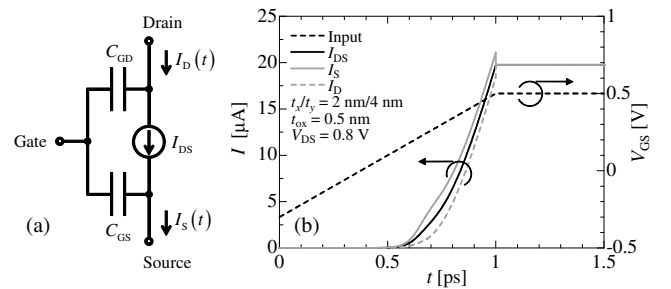 (a)
Drain
C_GD
I_D(t)
Gate
I_DS
C_GS
I_S(t)
Source
25
20
15
10
5
0
I [μA]
1
0.5
0
-0.5
V_GS [V]
Input
I_DS
I_S
I_D
t_x/t_y = 2 nm/4 nm
t_ox = 0.5 nm
V_DS = 0.8 V
(b)
0
0.5
1
1.5
t [ps]